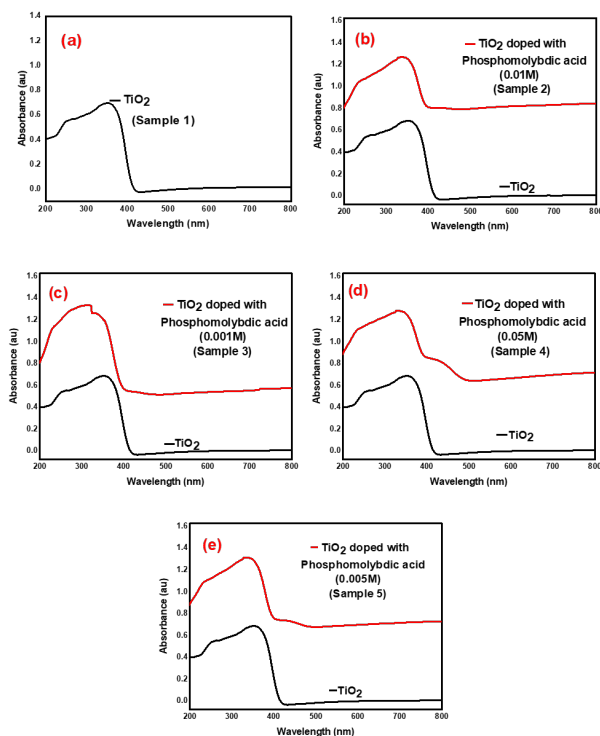 (a)
1.4
1.2
1.0
0.8
0.6
0.4
0.2
0.0
Absorbance (au)
TiO2
(Sample 1)
200 300 400 500 600 700 800
Wavelength (nm)
(b)
1.6
1.4
1.2
1.0
0.8
0.6
0.4
0.2
0.0
Absorbance (au)
TiO2 doped with
Phosphomolybdic acid
(0.01M)
(Sample 2)
TiO2
200 300 400 500 600 700 800
Wavelength (nm)
(c)
1.6
1.4
1.2
1.0
0.8
0.6
0.4
0.2
0.0
Absorbance (au)
TiO2 doped with
Phosphomolybdic acid
(0.001M)
(Sample 3)
TiO2
200 300 400 500 600 700 800
Wavelength (nm)
(d)
1.6
1.4
1.2
1.0
0.8
0.6
0.4
0.2
0.0
Absorbance (au)
TiO2 doped with
Phosphomolybdic acid
(0.05M)
(Sample 4)
TiO2
200 300 400 500 600 700 800
Wavelength (nm)
(e)
1.6
1.4
1.2
1.0
0.8
0.6
0.4
0.2
0.0
Absorbance (au)
TiO2 doped with
Phosphomolybdic acid
(0.005M)
(Sample 5)
TiO2
200 300 400 500 600 700 800
Wavelength (nm)